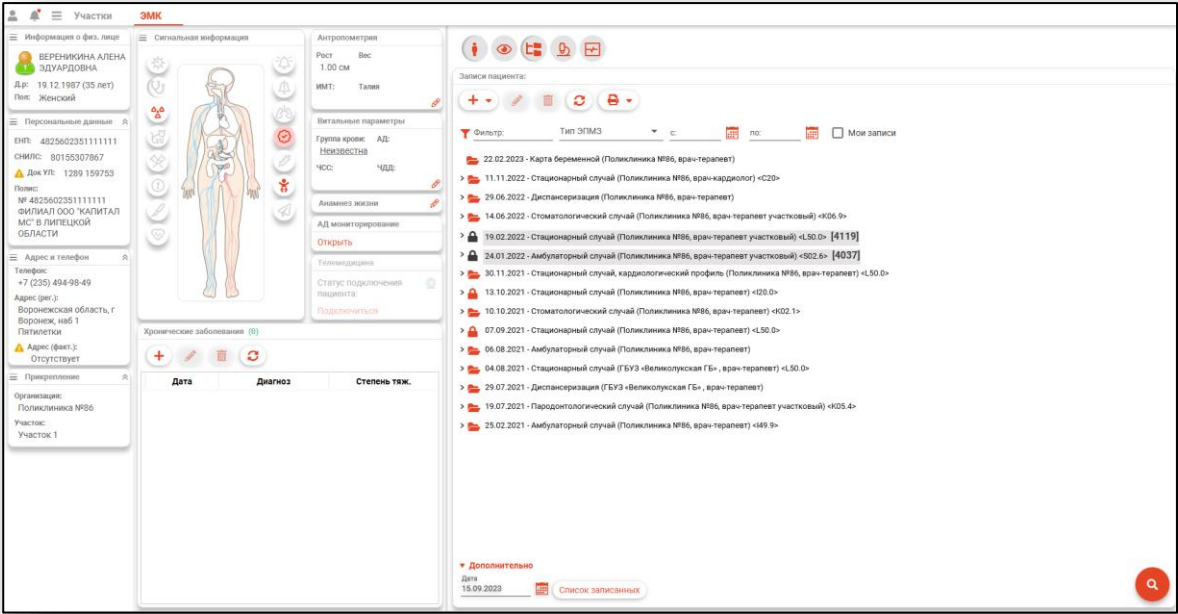 Участки
ЭМК
Информация о физ. лице
ВЕРЕНИКИНА АЛЕНА
ЭДУАРДОВНА
Д.р: 19.12.1987 (35 лет)
Пол: Женский
Персональные данные
ЕНП: 4825602351111111
СНИЛС: 80155307867
Док УЛ: 1289 159753
Полис:
№ 4825602351111111
ФИЛИАЛ ООО "КАПИТАЛ
МС" В ЛИПЕЦКОЙ
ОБЛАСТИ
Адрес и телефон
Телефон:
+7 (235) 494-98-49
Адрес (рег.):
Воронежская область, г
Воронеж, наб 1
Пятилетки
Адрес (факт.):
Отсутствует
Прикрепление
Организация:
Поликлиника №86
Участок:
Участок 1
Сигнальная информация
Антропометрия
Рост Вес
1.00 см
ИМТ: Талия
Витальные параметры
Группа крови: АД:
Неизвестна
ЧСС: ЧДД:
Анамнез жизни
АД мониторирование
Открыть
Телемедицина
Статус подключения
пациента:
Подключиться
Хронические заболевания (0)
Дата Диагноз Степень тяж.
Записи пациента:
Фильтр: Тип ЭПМЗ с: по: Мои записи
22.02.2023 - Карта беременной (Поликлиника №86, врач-терапевт)
11.11.2022 - Стационарный случай (Поликлиника №86, врач-кардиолог) <C20>
29.06.2022 - Диспансеризация (Поликлиника №86, врач-терапевт)
14.06.2022 - Стоматологический случай (Поликлиника №86, врач-терапевт участковый) <K06.9>
19.02.2022 - Стационарный случай (Поликлиника №86, врач-терапевт участковый) <L50.0> [4119]
24.01.2022 - Амбулаторный случай (Поликлиника №86, врач-терапевт участковый) <S02.6> [4037]
30.11.2021 - Стационарный случай, кардиологический профиль (Поликлиника №86, врач-терапевт) <L50.0>
13.10.2021 - Стационарный случай (Поликлиника №86, врач-терапевт) <I20.0>
10.10.2021 - Стоматологический случай (Поликлиника №86, врач-терапевт) <K02.1>
07.09.2021 - Стационарный случай (Поликлиника №86, врач-терапевт) <L50.0>
06.08.2021 - Амбулаторный случай (Поликлиника №86, врач-терапевт)
04.08.2021 - Стационарный случай (ГБУЗ «Великолукская ГБ» , врач-терапевт) <L50.0>
29.07.2021 - Диспансеризация (ГБУЗ «Великолукская ГБ» , врач-терапевт)
19.07.2021 - Пародонтологический случай (Поликлиника №86, врач-терапевт участковый) <K05.4>
25.02.2021 - Амбулаторный случай (Поликлиника №86, врач-терапевт) <I49.9>
Дополнительно
Дата
15.09.2023
Список записанных